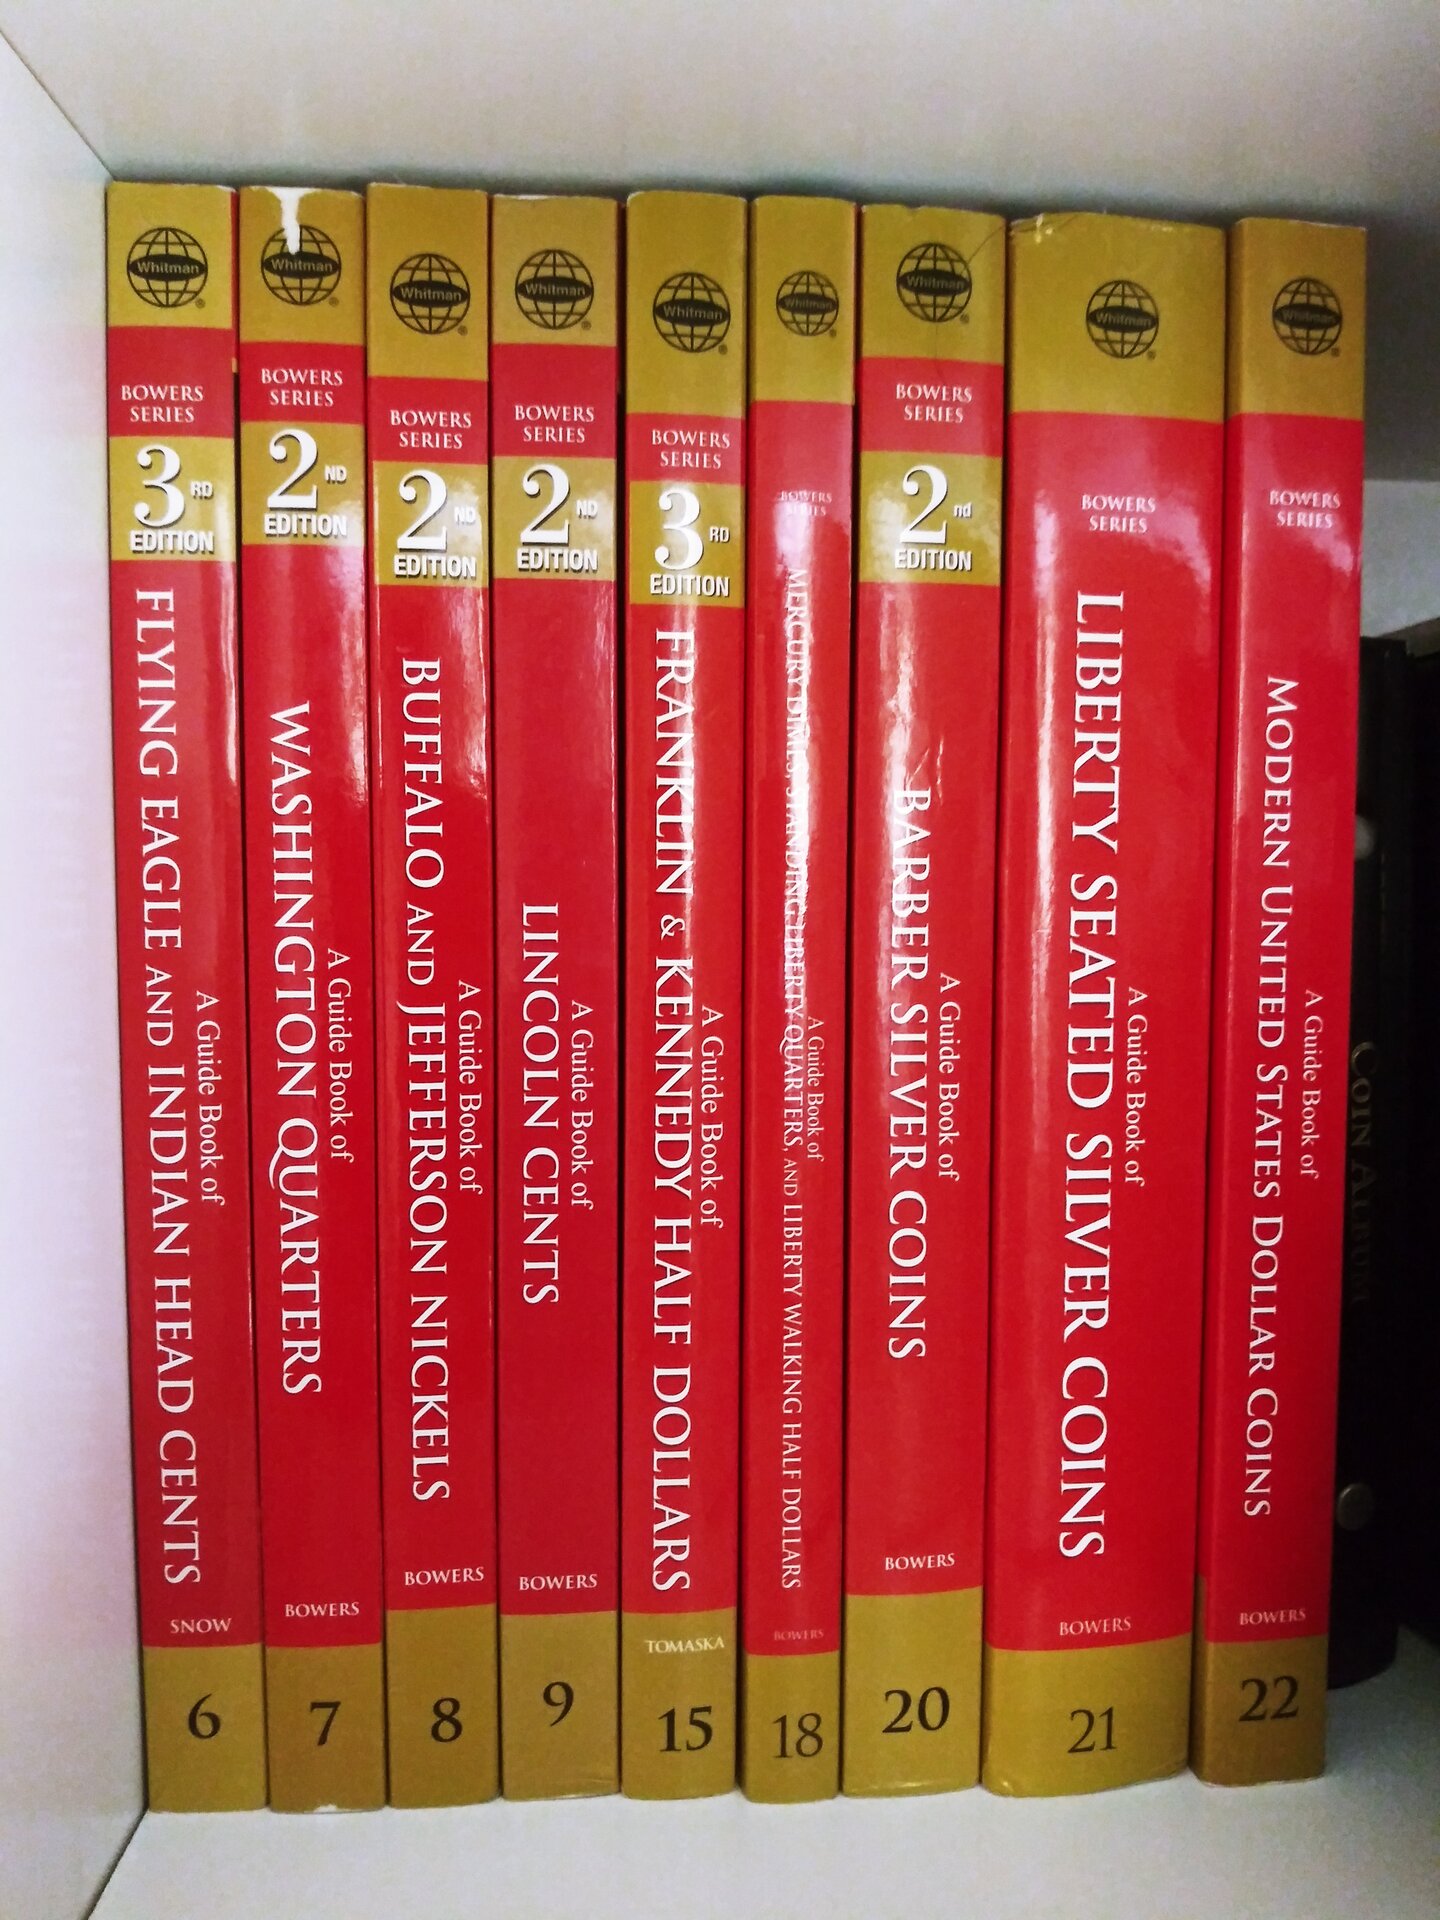 Whitman
BOWERS
SERIES
3RD
EDITION
A Guide Book of
FLYING EAGLE AND INDIAN HEAD CENTS
SNOW
6
Whitman
BOWERS
SERIES
2ND
EDITION
A Guide Book of
WASHINGTON QUARTERS
BOWERS
7
Whitman
BOWERS
SERIES
2ND
EDITION
A Guide Book of
BUFFALO AND JEFFERSON NICKELS
BOWERS
8
Whitman
BOWERS
SERIES
2ND
EDITION
A Guide Book of
LINCOLN CENTS
BOWERS
9
Whitman
BOWERS
SERIES
3RD
EDITION
A Guide Book of
FRANKLIN & KENNEDY HALF DOLLARS
TOMASKA
15
Whitman
BOWERS
SERIES
A Guide Book of
MERCURY DIMES, STANDING LIBERTY QUARTERS, AND LIBERTY WALKING HALF DOLLARS
BOWERS
18
Whitman
BOWERS
SERIES
2nd
EDITION
A Guide Book of
BARBER SILVER COINS
BOWERS
20
Whitman
BOWERS
SERIES
A Guide Book of
LIBERTY SEATED SILVER COINS
BOWERS
21
Whitman
BOWERS
SERIES
A Guide Book of
MODERN UNITED STATES DOLLAR COINS
BOWERS
22
COIN ALBUM